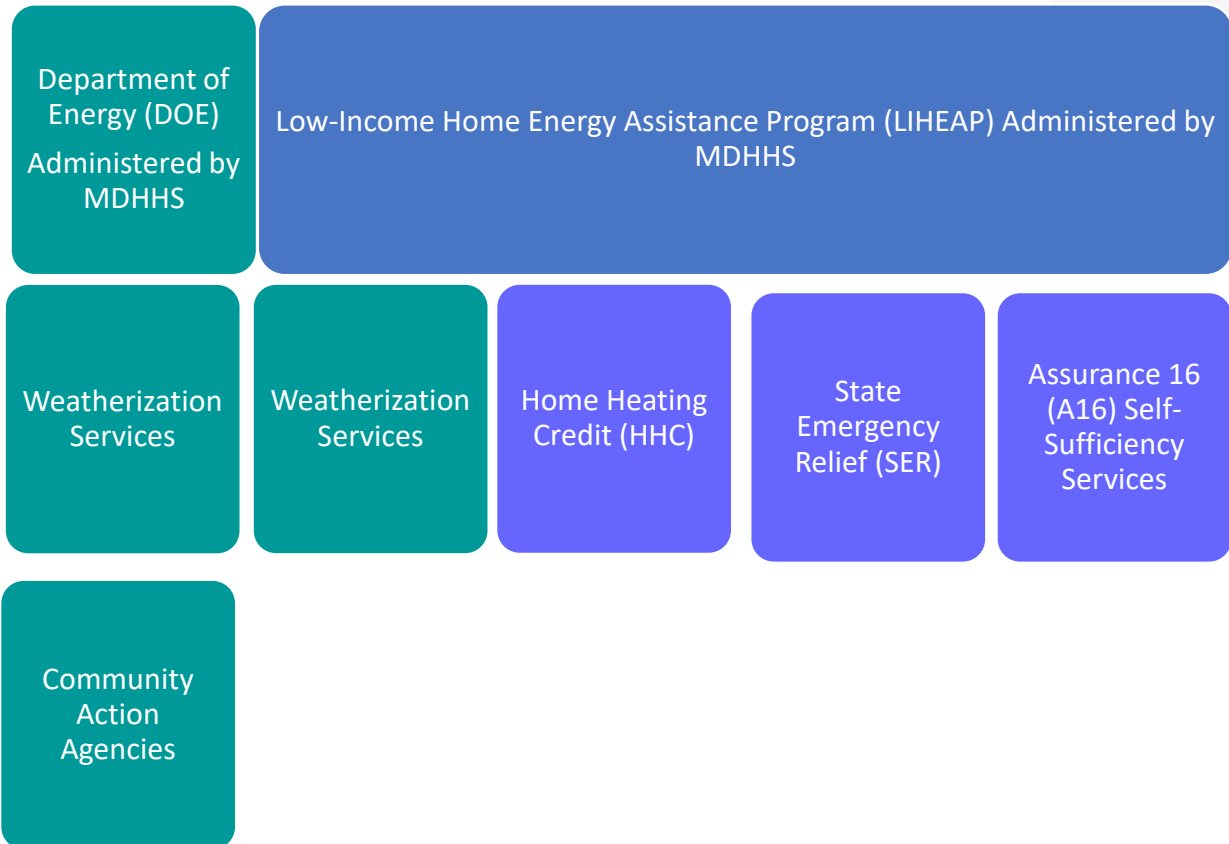 Department of
Energy (DOE)
Administered by
MDHHS
Low-Income Home Energy Assistance Program (LIHEAP) Administered by
MDHHS
Weatherization
Services
Weatherization
Services
Home Heating
Credit (HHC)
State
Emergency
Relief (SER)
Assurance 16
(A16) Self-
Sufficiency
Services
Community
Action
Agencies